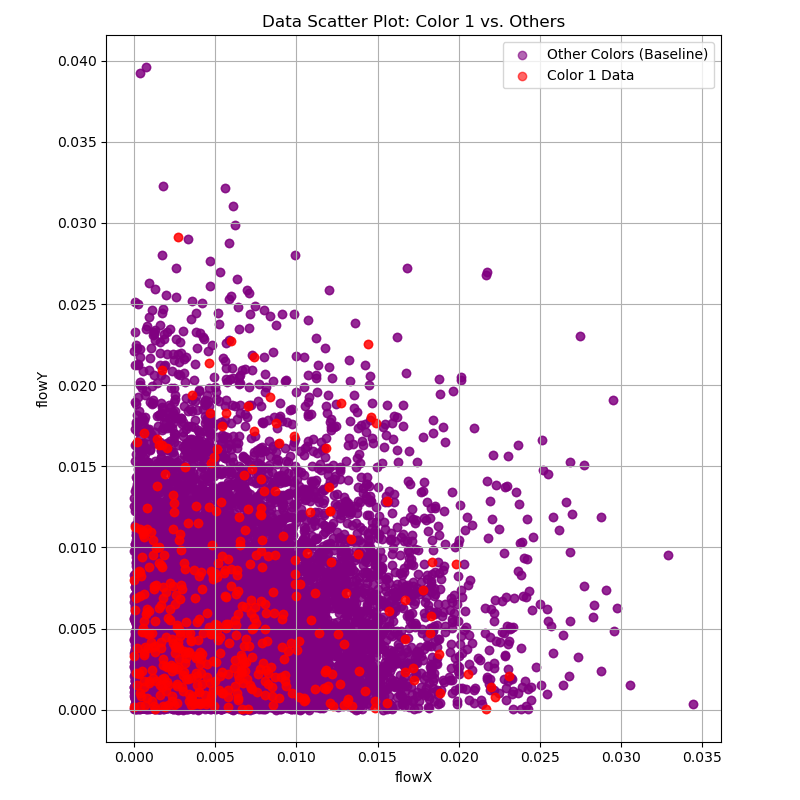 Data Scatter Plot: Color 1 vs. Others
Other Colors (Baseline)
Color 1 Data
0.040
0.035
0.030
0.025
0.020
0.015
0.010
0.005
0.000
flowY
0.000 0.005 0.010 0.015 0.020 0.025 0.030 0.035
flowX